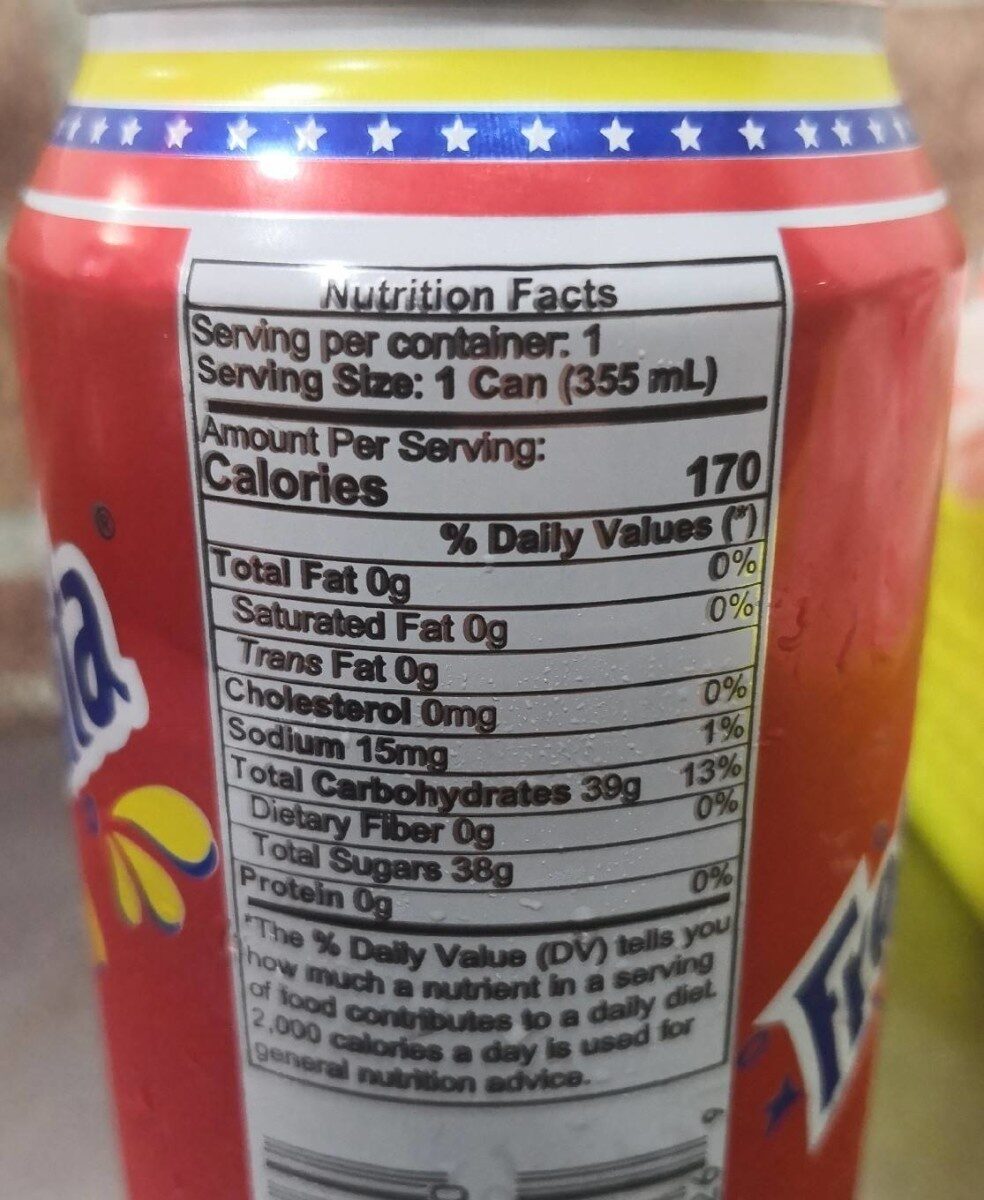 Nutrition Facts
Serving per container: 1
Serving Size: 1 Can (355 mL)
Amount Per Serving:
Calories 170
% Daily Values (*)
Total Fat 0g 0%
Saturated Fat 0g 0%
Trans Fat 0g
Cholesterol 0mg 0%
Sodium 15mg 1%
Total Carbohydrates 39g 13%
Dietary Fiber 0g 0%
Total Sugars 38g
Protein 0g 0%
*The % Daily Value (DV) tells you
how much a nutrient in a serving
of food contributes to a daily diet.
2,000 calories a day is used for
general nutrition advice.
®